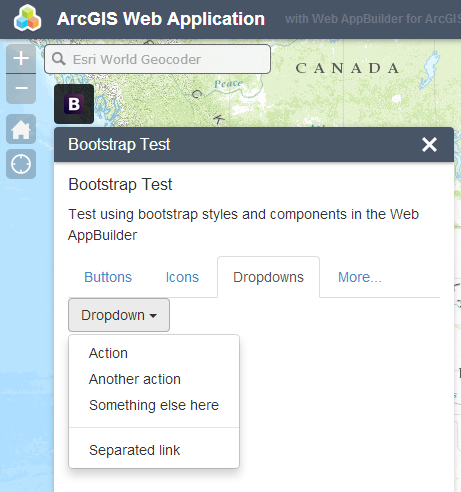 ArcGIS Web Application with Web AppBuilder for ArcGIS
+
Esri World Geocoder
−
Peace
CANADA
B
Bootstrap Test
Bootstrap Test
Test using bootstrap styles and components in the Web
AppBuilder
Buttons Icons Dropdowns More...
Dropdown
Action
Another action
Something else here
Separated link